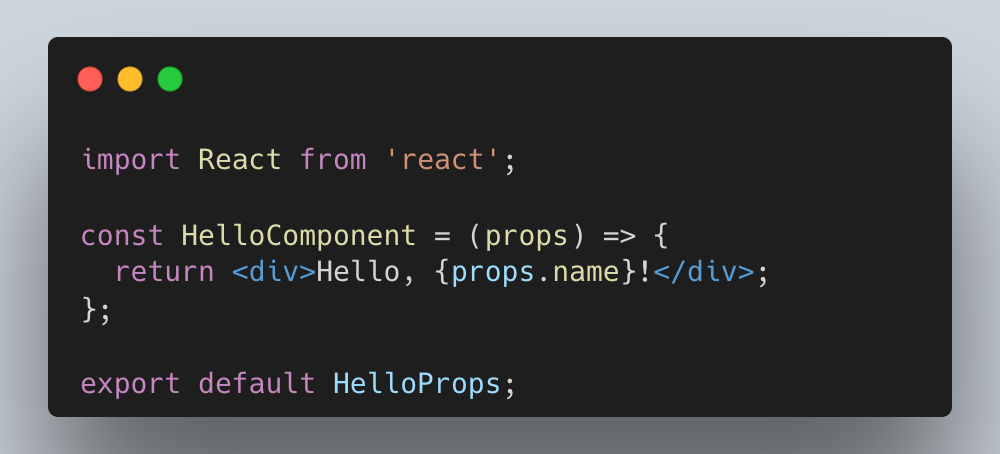 import React from 'react';
const HelloComponent = (props) => {
  return <div>Hello, {props.name}!</div>;
};
export default HelloProps;